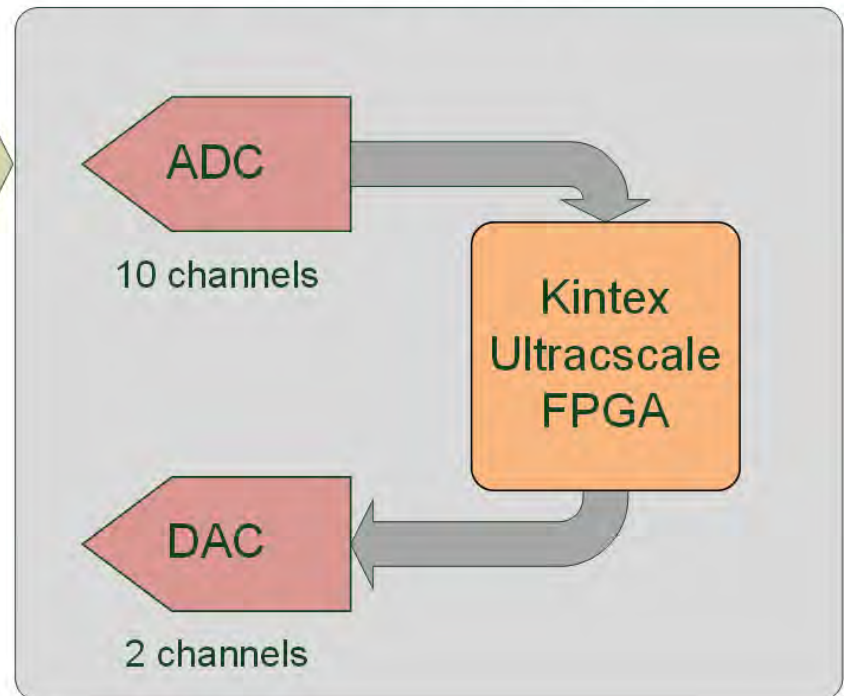 ADC
10 channels
Kintex
Ultracscale
FPGA
DAC
2 channels